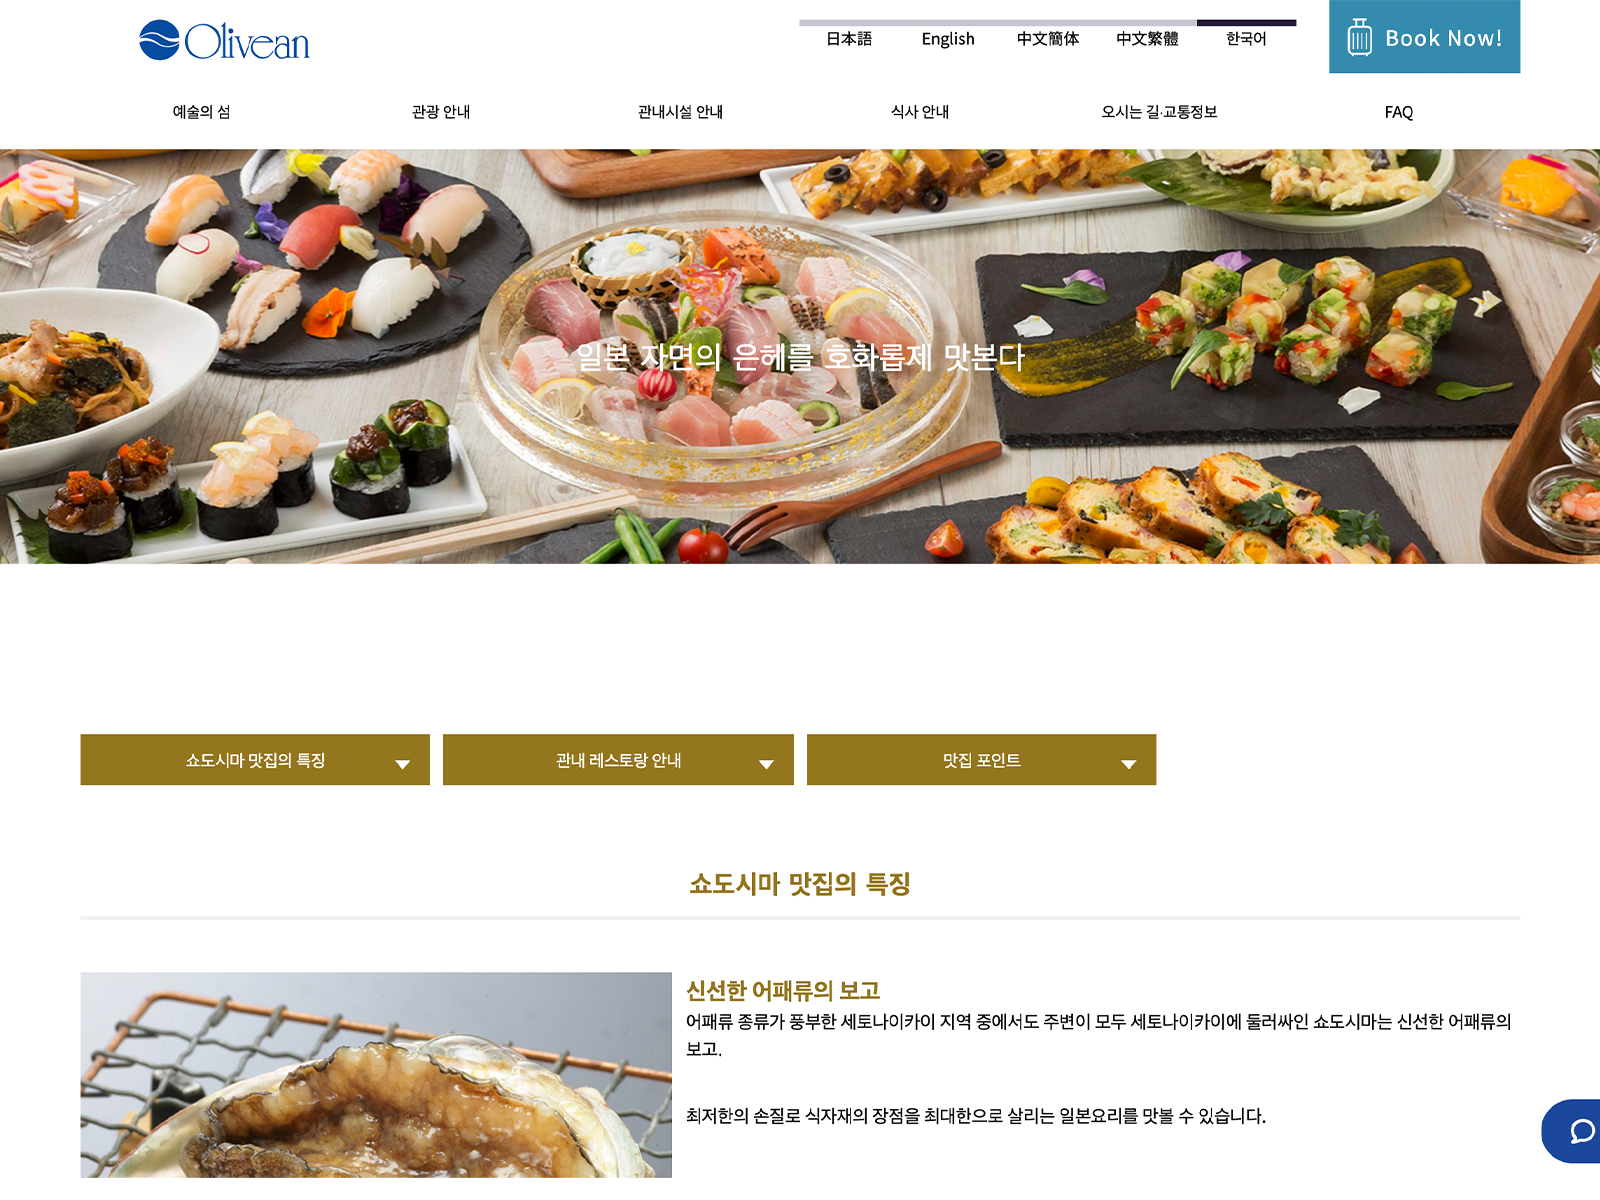 Olivean
日本語
English
中文簡体
中文繁體
한국어
Book Now!
예술의 섬
관광 안내
관내시설 안내
식사 안내
오시는 길·교통정보
FAQ
일본 자면의 은헤를 호화롭제 맛본다
쇼도시마 맛집의 특징
관내 레스토랑 안내
맛집 포인트
쇼도시마 맛집의 특징
신선한 어패류의 보고
어패류 종류가 풍부한 세토나이카이 지역 중에서도 주변이 모두 세토나이카이에 둘러싸인 쇼도시마는 신선한 어패류의
보고.
최저한의 손질로 식자재의 장점을 최대한으로 살리는 일본요리를 맛볼 수 있습니다.